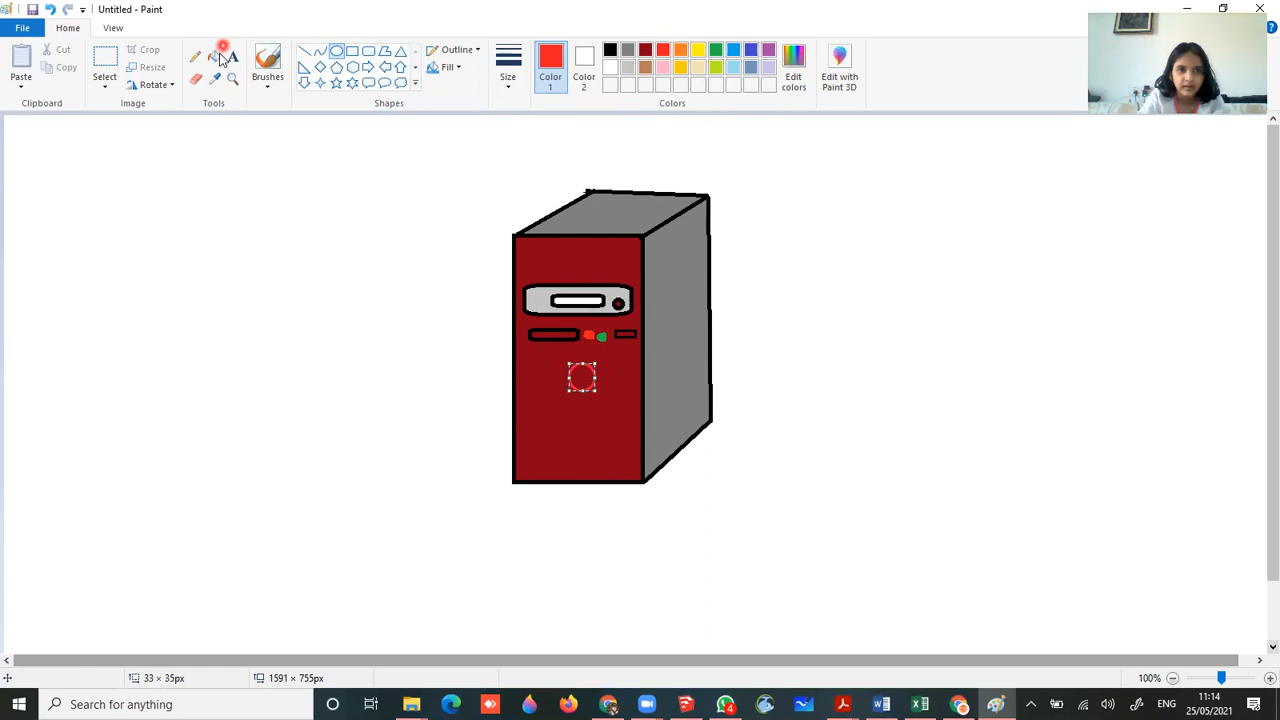 Untitled - Paint
File
Home
View
Paste
Cut
Copy
Clipboard
Select
Crop
Resize
Rotate
Image
A
Tools
Brushes
Outline
Fill
Shapes
Size
Color 1
Color 2
Edit colors
Edit with Paint 3D
Colors
33 × 35px
1591 × 755px
100%
Search for anything
4
ENG
11:14
25/05/2021